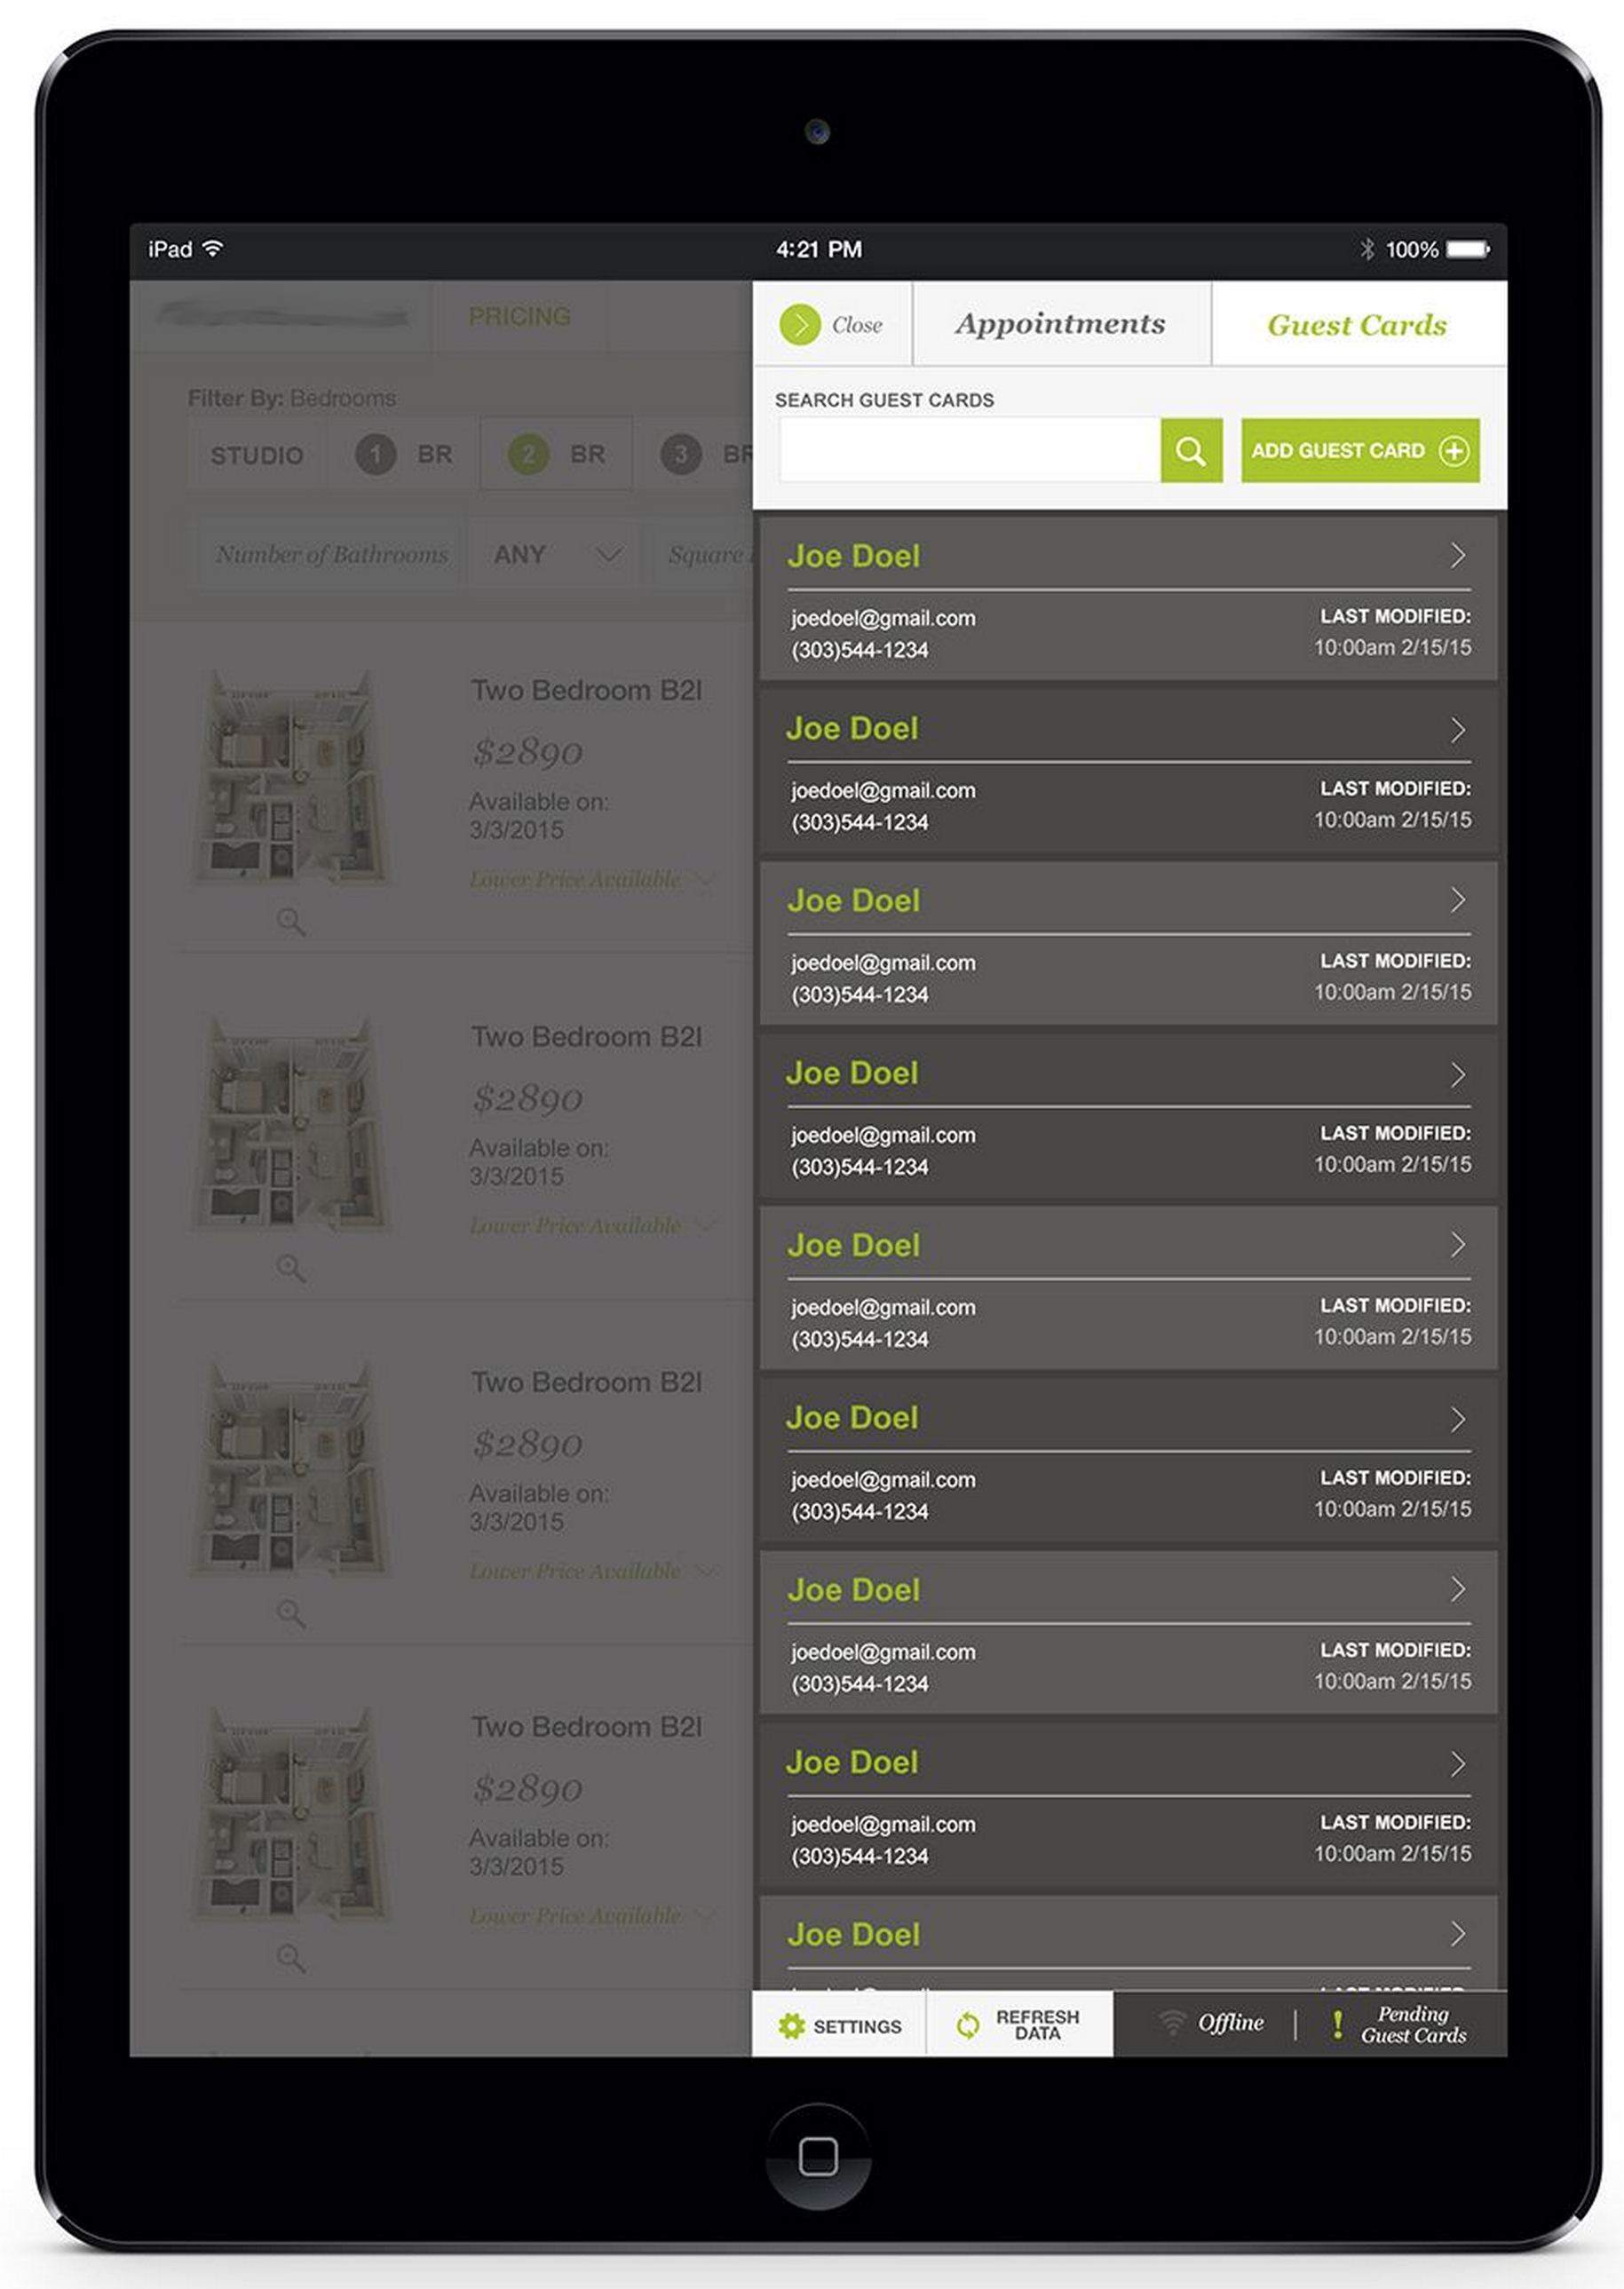 iPad
4:21 PM
100%
PRICING
Filter By: Bedrooms
STUDIO
1 BR
2 BR
3 BR
Number of Bathrooms
ANY
Square
Two Bedroom B2I
$2890
Available on:
3/3/2015
Lower Price Available
Two Bedroom B2I
$2890
Available on:
3/3/2015
Lower Price Available
Two Bedroom B2I
$2890
Available on:
3/3/2015
Lower Price Available
Two Bedroom B2I
$2890
Available on:
3/3/2015
Lower Price Available
Close
Appointments
Guest Cards
SEARCH GUEST CARDS
ADD GUEST CARD
Joe Doel
joedoel@gmail.com
(303)544-1234
LAST MODIFIED:
10:00am 2/15/15
Joe Doel
joedoel@gmail.com
(303)544-1234
LAST MODIFIED:
10:00am 2/15/15
Joe Doel
joedoel@gmail.com
(303)544-1234
LAST MODIFIED:
10:00am 2/15/15
Joe Doel
joedoel@gmail.com
(303)544-1234
LAST MODIFIED:
10:00am 2/15/15
Joe Doel
joedoel@gmail.com
(303)544-1234
LAST MODIFIED:
10:00am 2/15/15
Joe Doel
joedoel@gmail.com
(303)544-1234
LAST MODIFIED:
10:00am 2/15/15
Joe Doel
joedoel@gmail.com
(303)544-1234
LAST MODIFIED:
10:00am 2/15/15
Joe Doel
joedoel@gmail.com
(303)544-1234
LAST MODIFIED:
10:00am 2/15/15
Joe Doel
SETTINGS
REFRESH
DATA
Offline
Pending
Guest Cards